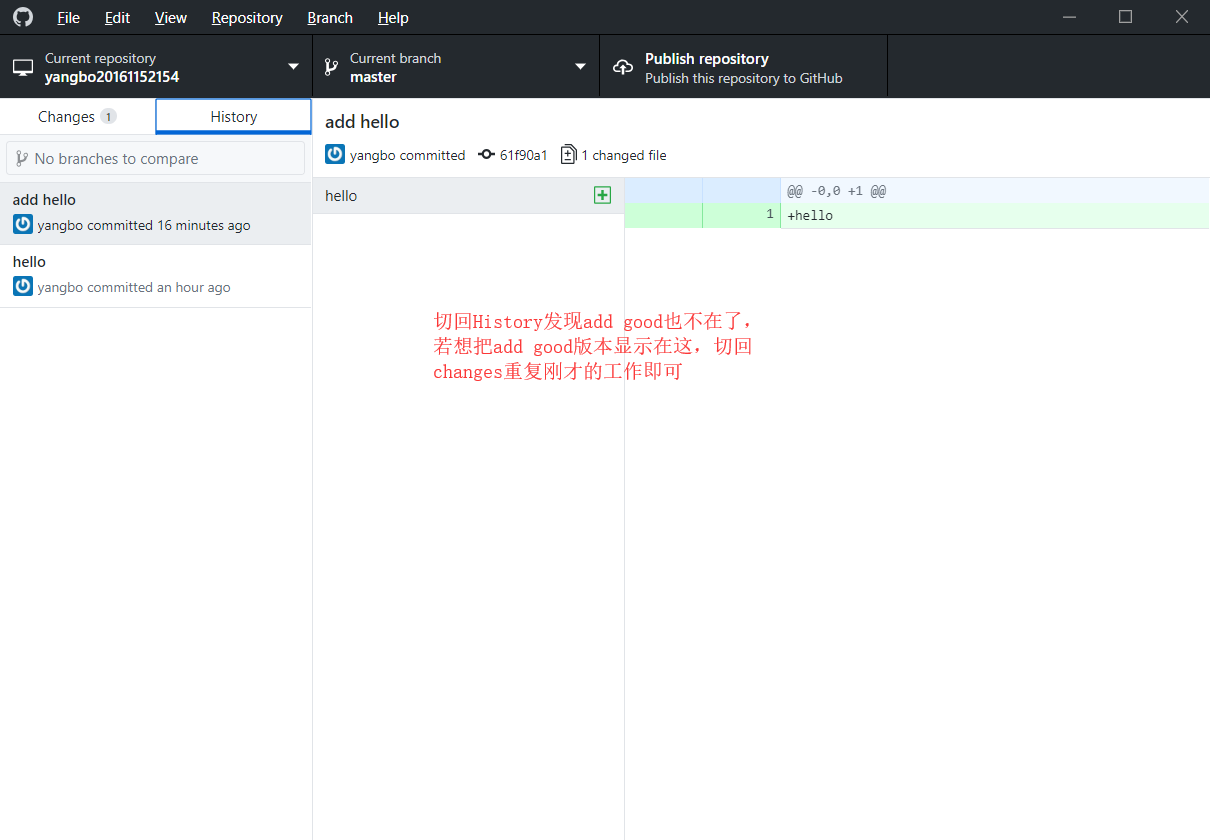 File Edit View Repository Branch Help
Current repository
yangbo20161152154
Current branch
master
Publish repository
Publish this repository to GitHub
Changes 1
History
No branches to compare
add hello
yangbo committed 16 minutes ago
hello
yangbo committed an hour ago
add hello
yangbo committed 61f90a1 1 changed file
hello
@@ -0,0 +1 @@
1 +hello
切回History发现add good也不在了，
若想把add good版本显示在这，切回
changes重复刚才的工作即可